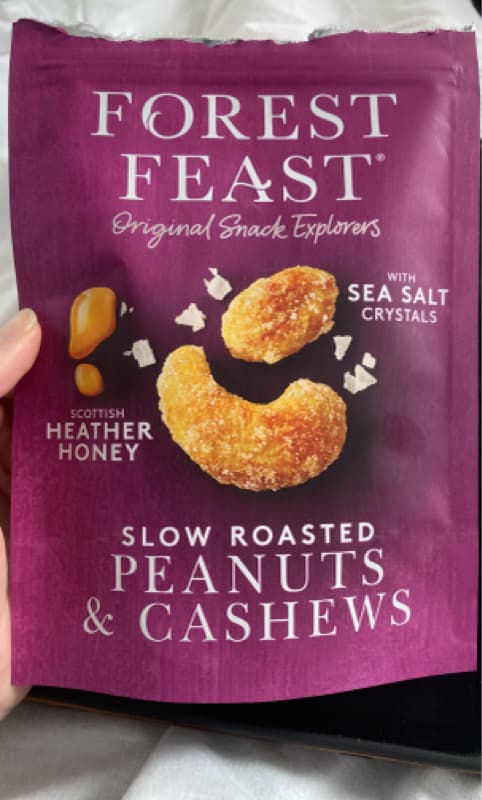 FOREST
FEAST®
Original Snack Explorers
WITH
SEA SALT
CRYSTALS
SCOTTISH
HEATHER
HONEY
SLOW ROASTED
PEANUTS
& CASHEWS